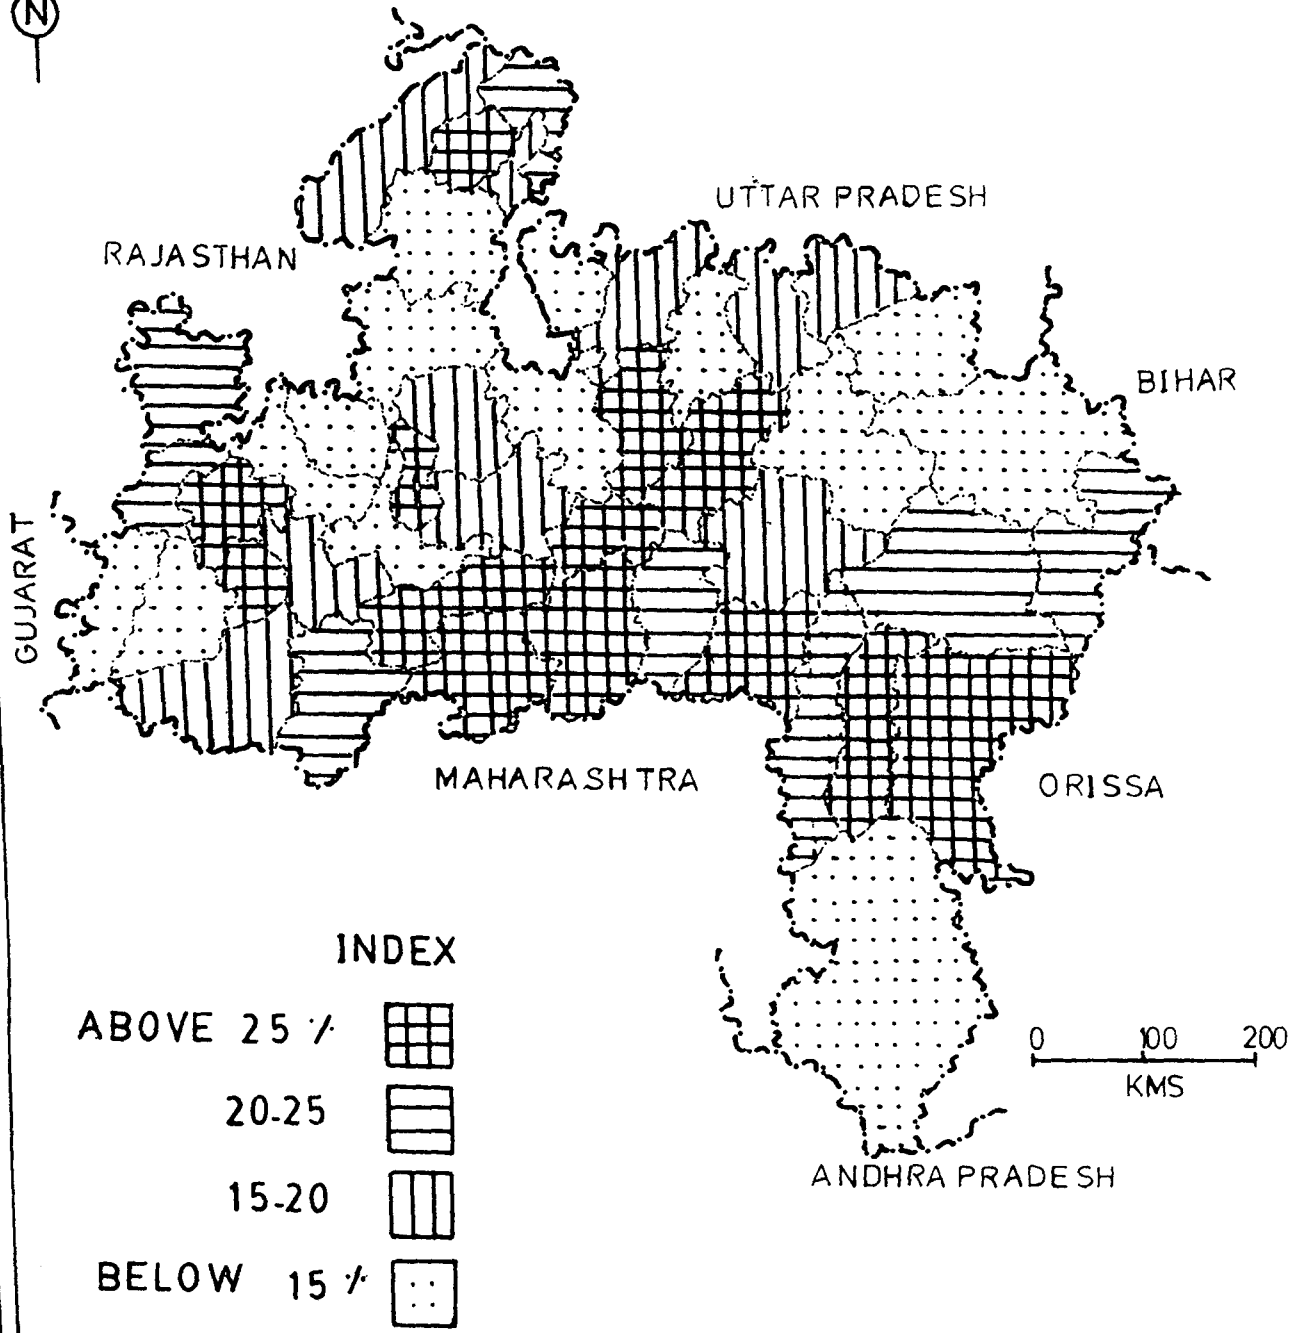 N
UTTAR PRADESH
RAJASTHAN
BIHAR
GUJARAT
MAHARASHTRA
ORISSA
INDEX
ABOVE 25 %
20-25
15-20
BELOW 15 %
0 100 200
KMS
ANDHRA PRADESH